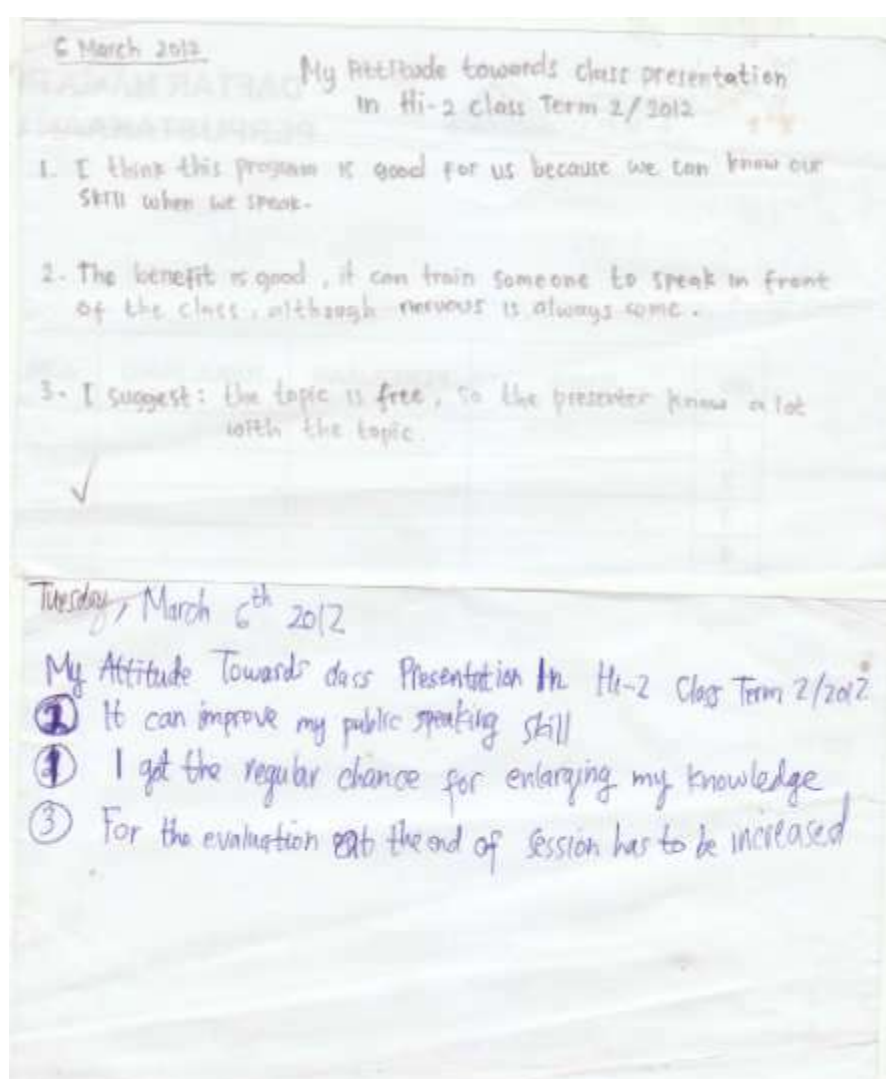 6 March 2012
My Attitude towards class presentation
In Hi-2 class Term 2/2012
1. I think this program is good for us because we can know our
skill when we speak.
2. The benefit is good, it can train someone to speak in front
of the class, although nervous is always come.
3. I suggest: the topic is free, so the presenter know a lot
with the topic.
Tuesday, March 6th 2012
My Attitude Towards class Presentation In Hi-2 Class Term 2/2012
1 It can improve my public speaking skill
2 I get the regular chance for enlarging my knowledge
3 For the evaluation at the end of session has to be increased